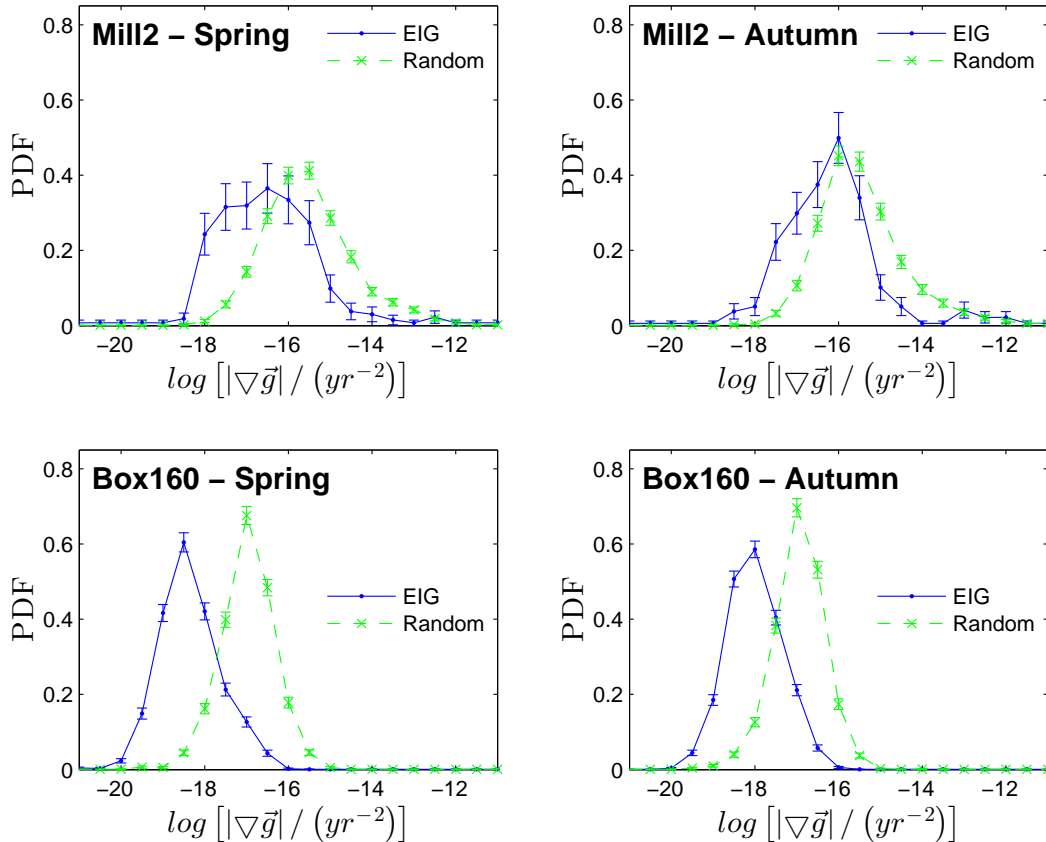 Mill2 – Spring
EIG
Random
PDF
0.8
0.6
0.4
0.2
0
−20 −18 −16 −14 −12
log [|▽g⃗| / (yr⁻²)]
Mill2 – Autumn
EIG
Random
PDF
0.8
0.6
0.4
0.2
0
−20 −18 −16 −14 −12
log [|▽g⃗| / (yr⁻²)]
Box160 – Spring
EIG
Random
PDF
0.8
0.6
0.4
0.2
0
−20 −18 −16 −14 −12
log [|▽g⃗| / (yr⁻²)]
Box160 – Autumn
EIG
Random
PDF
0.8
0.6
0.4
0.2
0
−20 −18 −16 −14 −12
log [|▽g⃗| / (yr⁻²)]